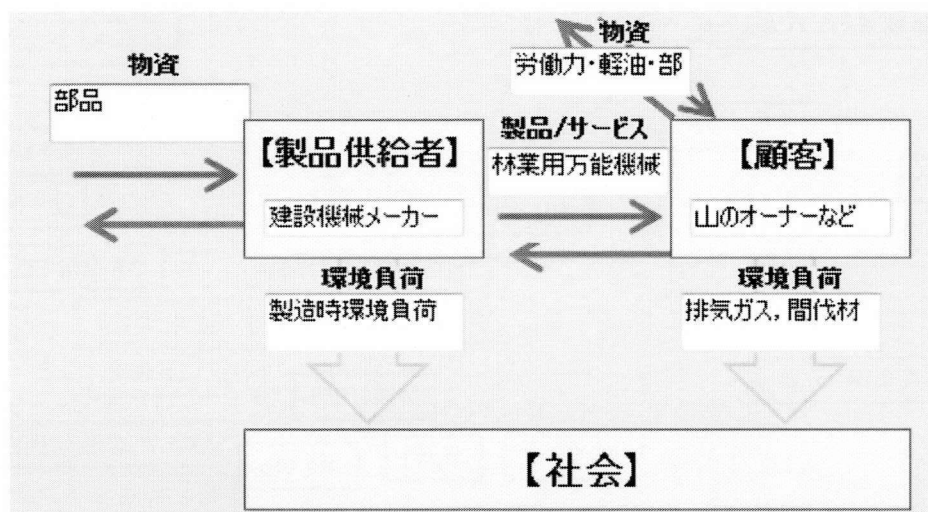 物資
部品
物資
労働力・軽油・部
【製品供給者】
建設機械メーカー
製品/サービス
林業用万能機械
【顧客】
山のオーナーなど
環境負荷
製造時環境負荷
環境負荷
排気ガス，間伐材
【社会】